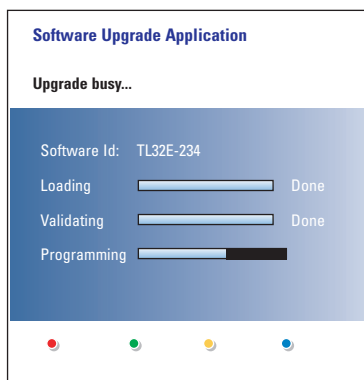 Software Upgrade Application
Upgrade busy...
Software Id: TL32E-234
Loading Done
Validating Done
Programming